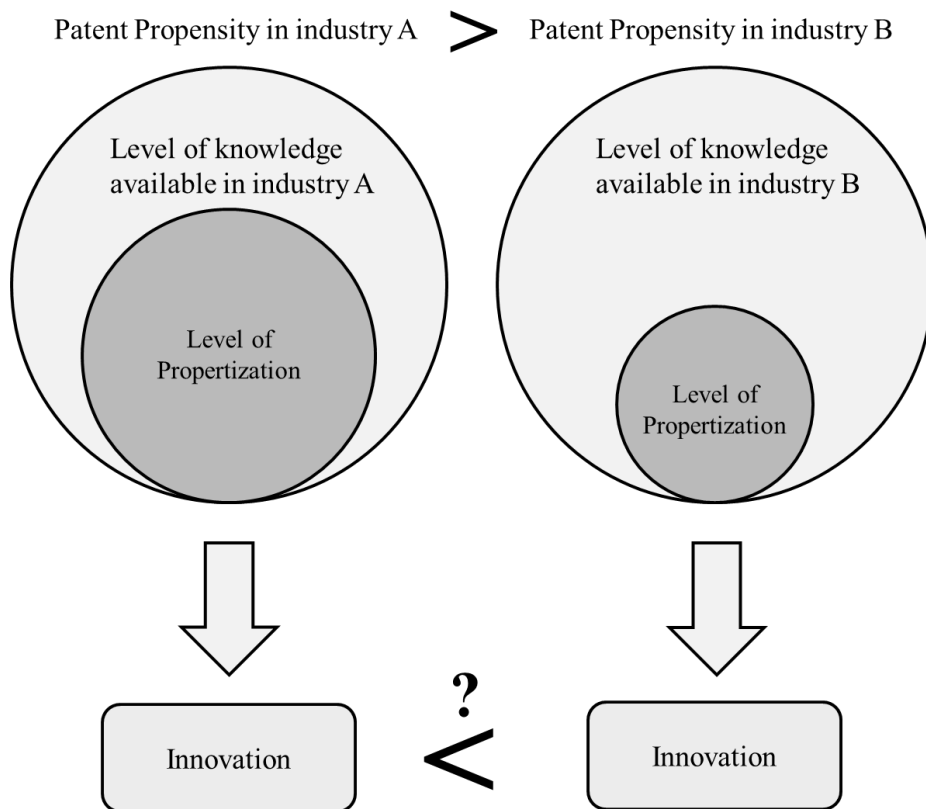 Patent Propensity in industry A > Patent Propensity in industry B
Level of knowledge
available in industry A
Level of knowledge
available in industry B
Level of
Propertization
Level of
Propertization
?
Innovation < Innovation